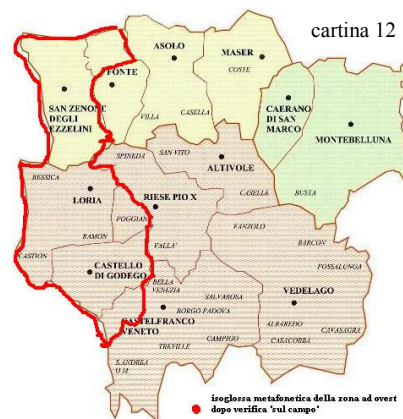 cartina 12
ASOLO
MASER
COSTE
FONTE
SAN ZENONE
DEGLI
EZZELINI
VILLA
CASELLA
CAERANO
DI SAN
MARCO
MONTEBELLUNA
SPINEDA
SAN VITO
ALTIVOLE
BESSICA
LORIA
RIESE PIO X
CASELLE
BUSTA
POGGIAN
RAMON
VALLA'
FANZOLO
BARCON
CASTION
CASTELLO
DI GODEGO
BELLA
VENEZIA
FOSSALUNGA
SALVAROSA
VEDELAGO
BORGO PADOVA
CASTELFRANCO
VENETO
TREVILLE
CAMPIGO
ALBAREDO
CASACORBA
CAVASAGRA
S.ANDREA
O M
isoglossa metafonetica della zona ad ovest
dopo verifica 'sul campo'